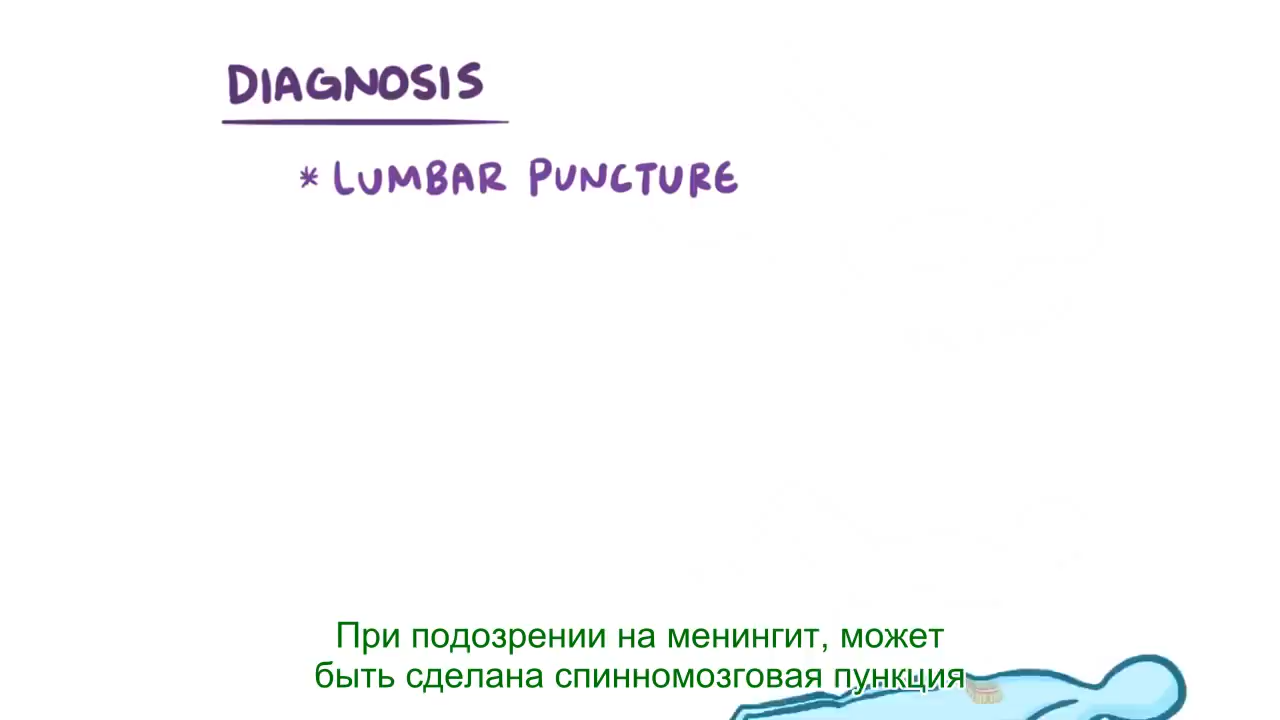 DIAGNOSIS
* LUMBAR PUNCTURE
При подозрении на менингит, может
быть сделана спинномозговая пункция